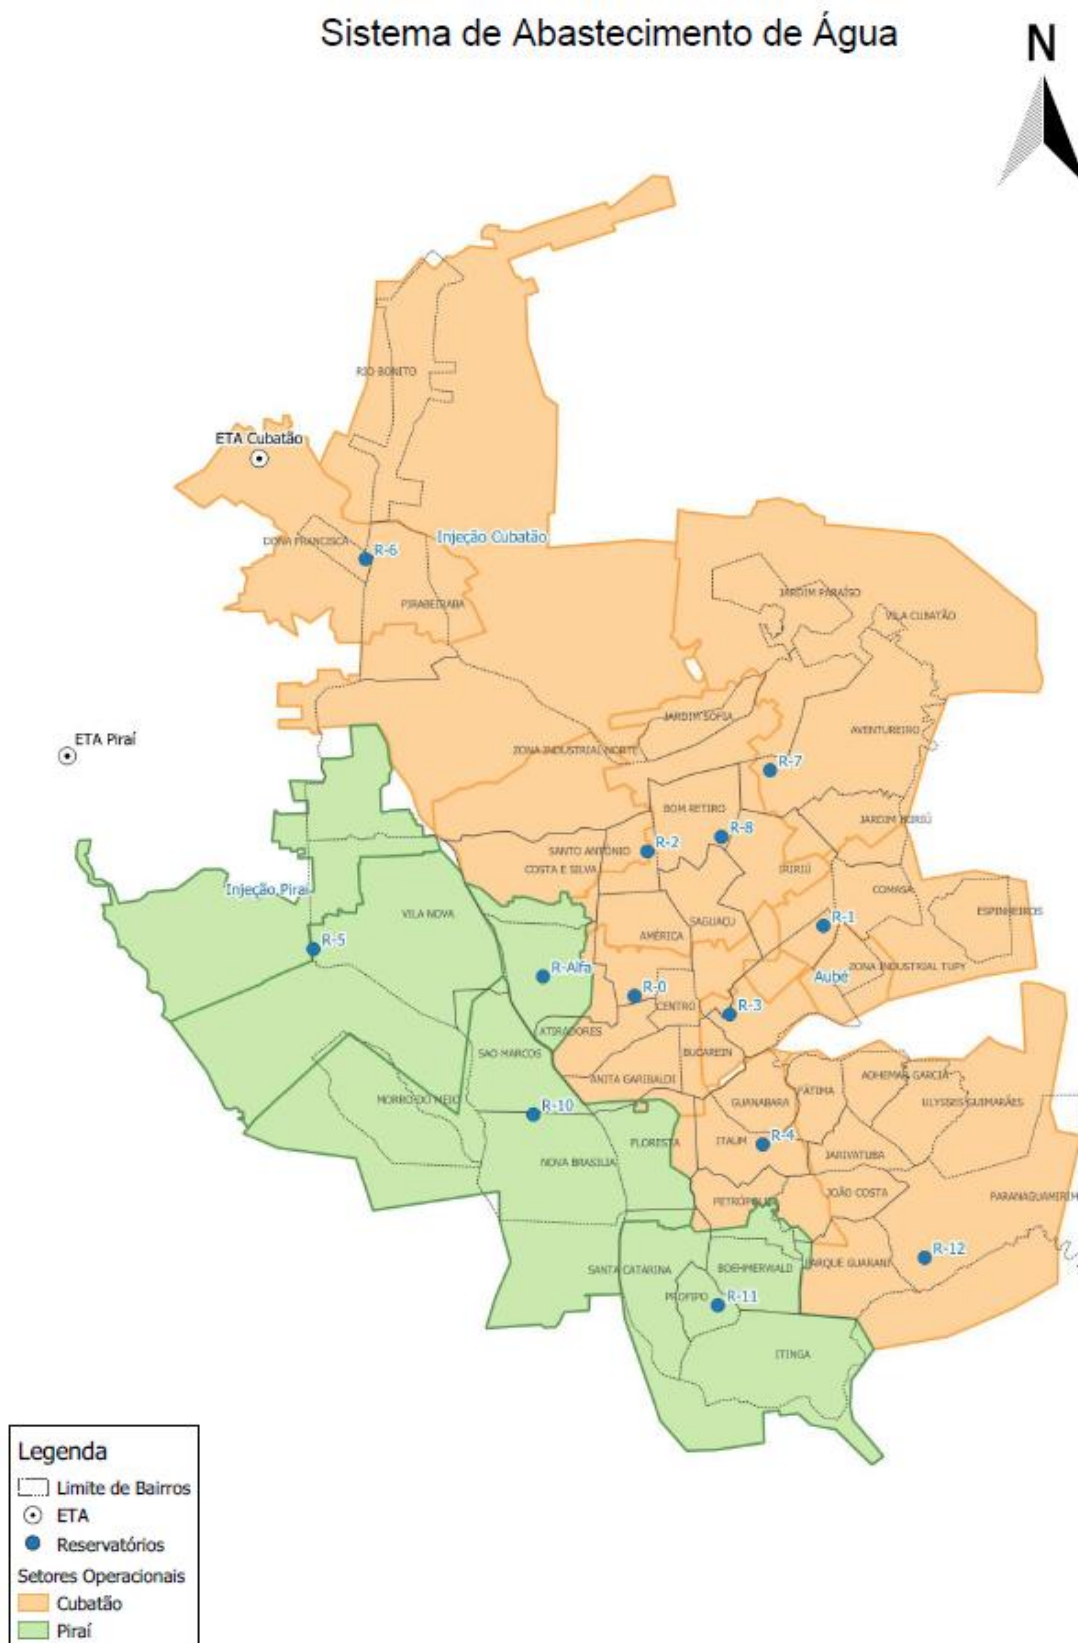 Sistema de Abastecimento de Água
N
RIO BONITO
ETA Cubatão
DONA FRANCISCA
R-6
Injeção Cubatão
PIRABEIRABA
JARDIM PARAÍSO
VILA CUBATÃO
ETA Piraí
JARDIM SOFIA
ZONA INDUSTRIAL NORTE
AVENTUREIRO
R-7
BOM RETIRO
JARDIM IRIRIÚ
R-8
SANTO ANTÔNIO
R-2
COSTA E SILVA
IRIRIÚ
Injeção Piraí
COMASA
VILA NOVA
ESPINHEIROS
SAGUAÇU
R-1
AMÉRICA
R-5
R-Alfa
ZONA INDUSTRIAL TUPY
Aubé
R-0
CENTRO
R-3
ATIRADORES
SAO MARCOS
BUCAREIN
ANITA GARIBALDI
ADHEMAR GARCIA
FÁTIMA
MORRO DO MEIO
GUANABARA
ULYSSES GUIMARÃES
R-10
FLORESTA
ITAUM
R-4
JARIVATUBA
NOVA BRASILIA
JOÃO COSTA
PARANAGUAMIRIM
PETRÓPOLIS
R-12
SANTA CATARINA
BOEHMERWALD
PARQUE GUARANI
PROFIPO
R-11
ITINGA
Legenda
Limite de Bairros
ETA
Reservatórios
Setores Operacionais
Cubatão
Piraí